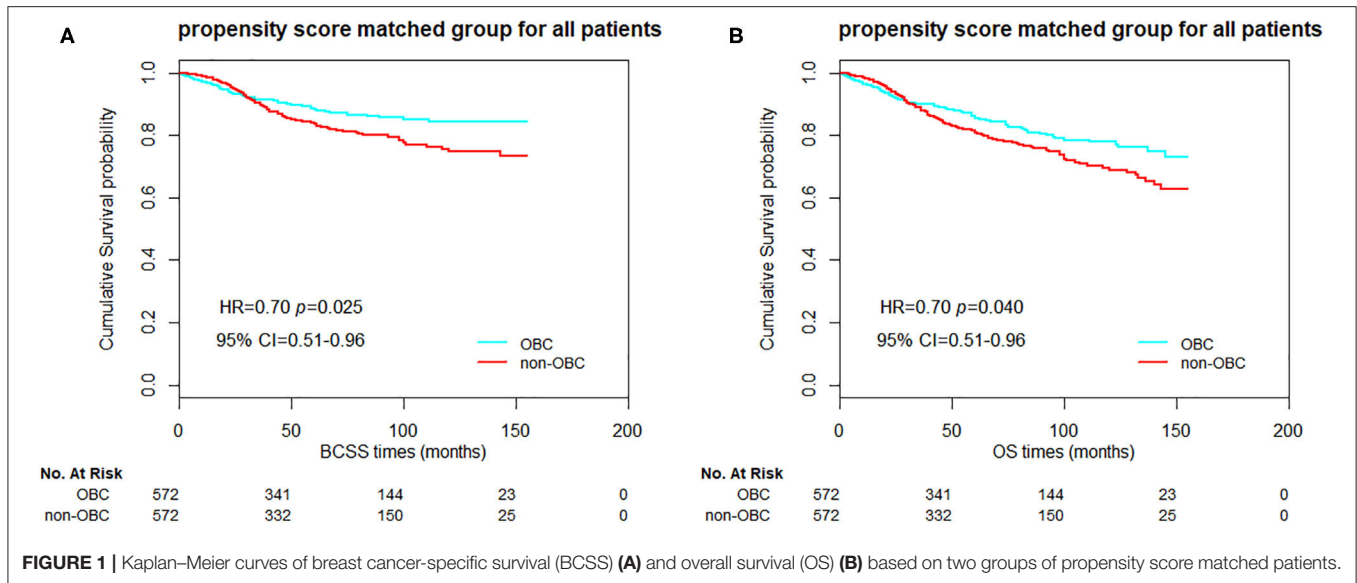 A
propensity score matched group for all patients
Cumulative Survival probability
1.0
0.8
0.6
0.4
0.2
0.0
HR=0.70 p=0.025
95% CI=0.51-0.96
OBC
non-OBC
0 50 100 150 200
BCSS times (months)
No. At Risk
OBC 572 341 144 23 0
non-OBC 572 332 150 25 0
B
propensity score matched group for all patients
Cumulative Survival probability
1.0
0.8
0.6
0.4
0.2
0.0
HR=0.70 p=0.040
95% CI=0.51-0.96
OBC
non-OBC
0 50 100 150 200
OS times (months)
No. At Risk
OBC 572 341 144 23 0
non-OBC 572 332 150 25 0
FIGURE 1 | Kaplan–Meier curves of breast cancer-specific survival (BCSS) (A) and overall survival (OS) (B) based on two groups of propensity score matched patients.